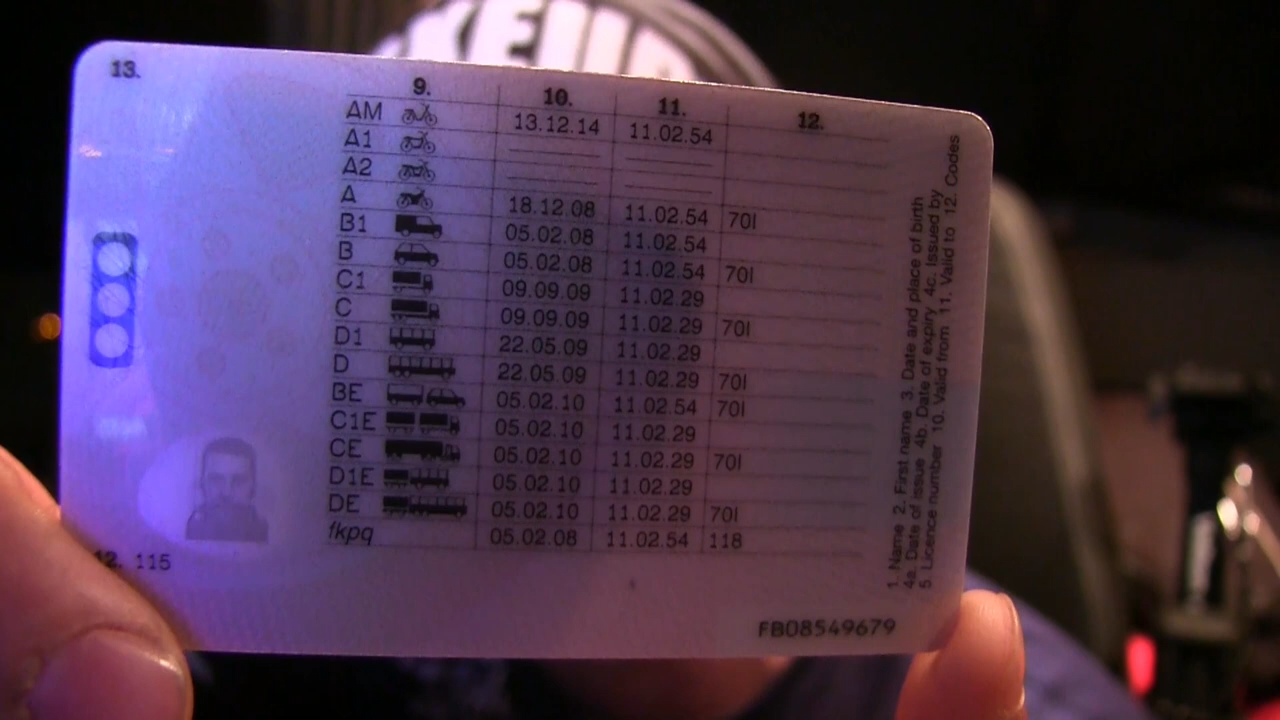 13.
9. 10. 11. 12.
AM 13.12.14 11.02.54
A1
A2
A 18.12.08 11.02.54 70I
B1 05.02.08 11.02.54
B 05.02.08 11.02.54 70I
C1 09.09.09 11.02.29
C 09.09.09 11.02.29 70I
D1 22.05.09 11.02.29
D 22.05.09 11.02.29 70I
BE 05.02.10 11.02.54 70I
C1E 05.02.10 11.02.29
CE 05.02.10 11.02.29 70I
D1E 05.02.10 11.02.29
DE 05.02.10 11.02.29 70I
fkpq 05.02.08 11.02.54 118
12. 115
FB08549679
1. Name 2. First name 3. Date and place of birth
4a. Date of issue 4b. Date of expiry 4c. Issued by
5. Licence number 10. Valid from 11. Valid to 12. Codes